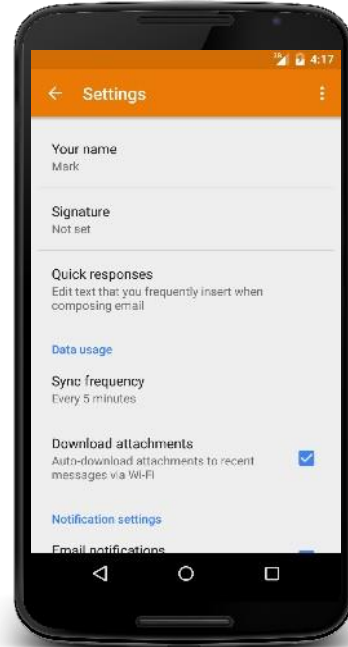 4:17
Settings
Your name
Mark
Signature
Not set
Quick responses
Edit text that you frequently insert when
composing email
Data usage
Sync frequency
Every 5 minutes
Download attachments
Auto-download attachments to recent
messages via Wi-Fi
Notification settings
Email notifications